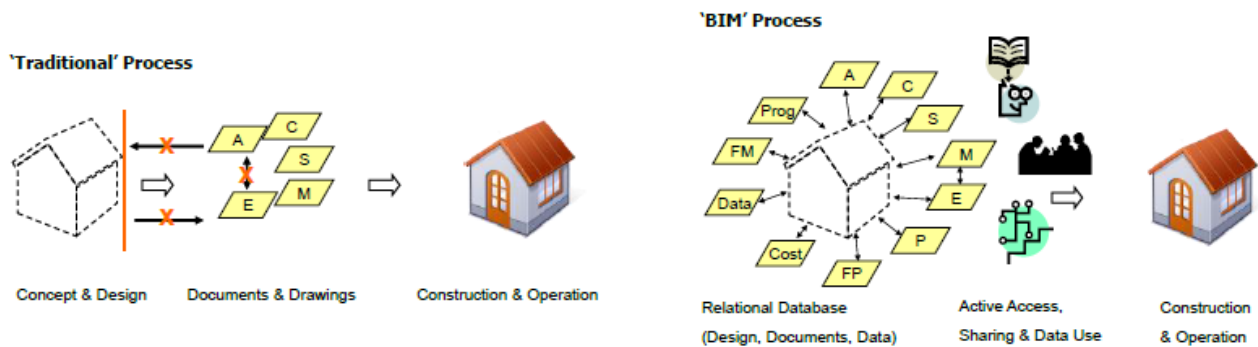 ‘Traditional’ Process
A
C
S
E
M
X
X
X
Concept & Design
Documents & Drawings
Construction & Operation
‘BIM’ Process
A
C
Prog
S
FM
M
Data
E
Cost
P
FP
Relational Database
(Design, Documents, Data)
Active Access,
Sharing & Data Use
Construction
& Operation